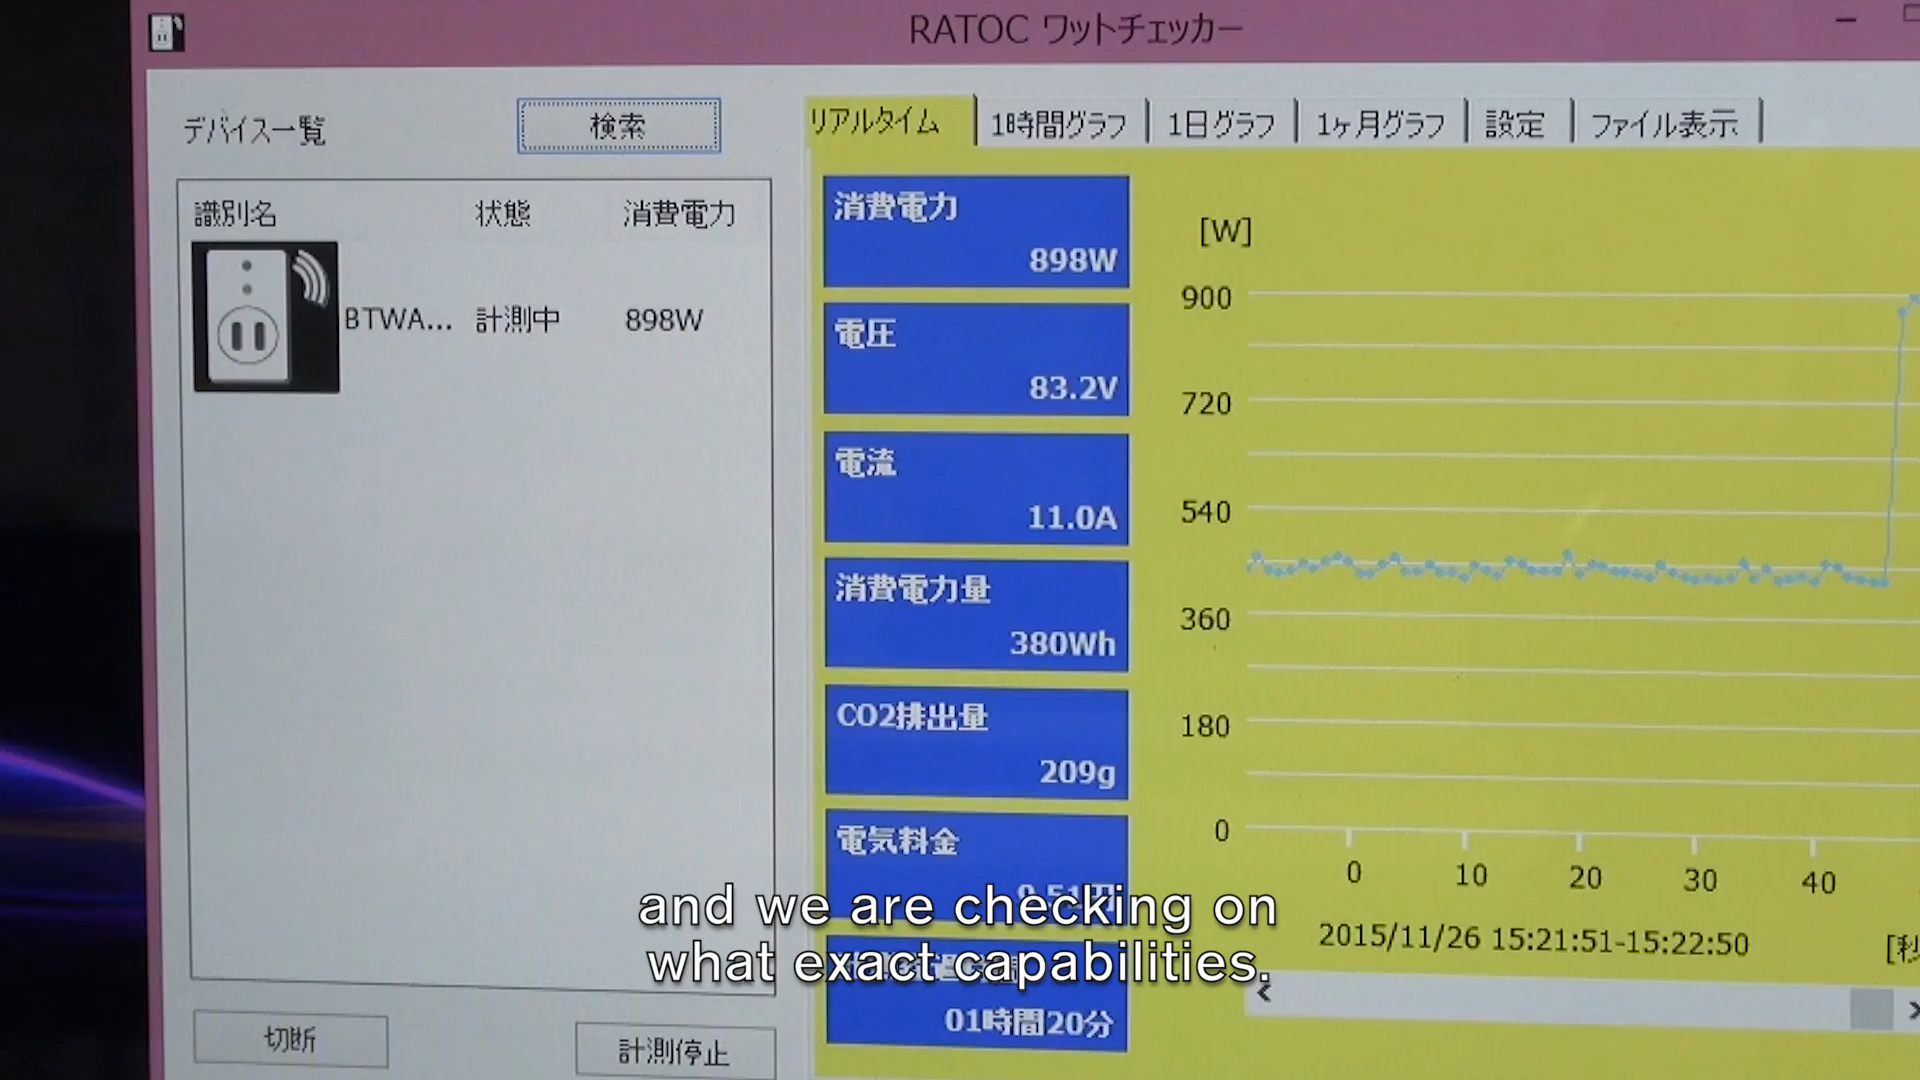 RATOC ワットチェッカー
デバイス一覧
検索
識別名 状態 消費電力
BTWA... 計測中 898W
切断
計測停止
リアルタイム 1時間グラフ 1日グラフ 1ヶ月グラフ 設定 ファイル表示
消費電力
898W
電圧
83.2V
電流
11.0A
消費電力量
380Wh
CO2排出量
209g
電気料金
9.51円
01時間20分
[W]
900
720
540
360
180
0
0 10 20 30 40
2015/11/26 15:21:51-15:22:50
and we are checking on
what exact capabilities.